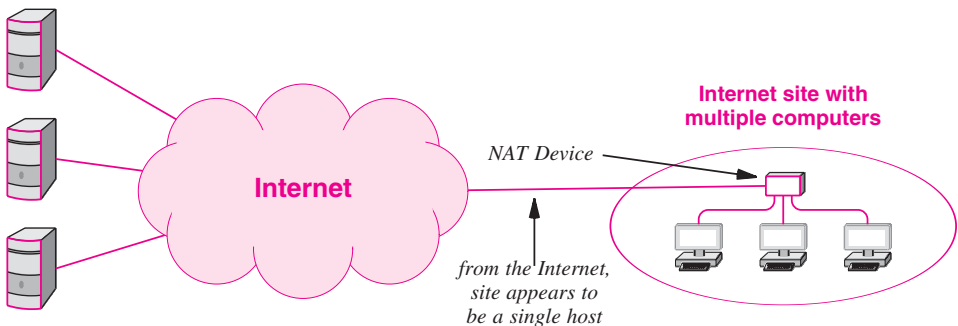 Internet site with
multiple computers
NAT Device
Internet
from the Internet,
site appears to
be a single host